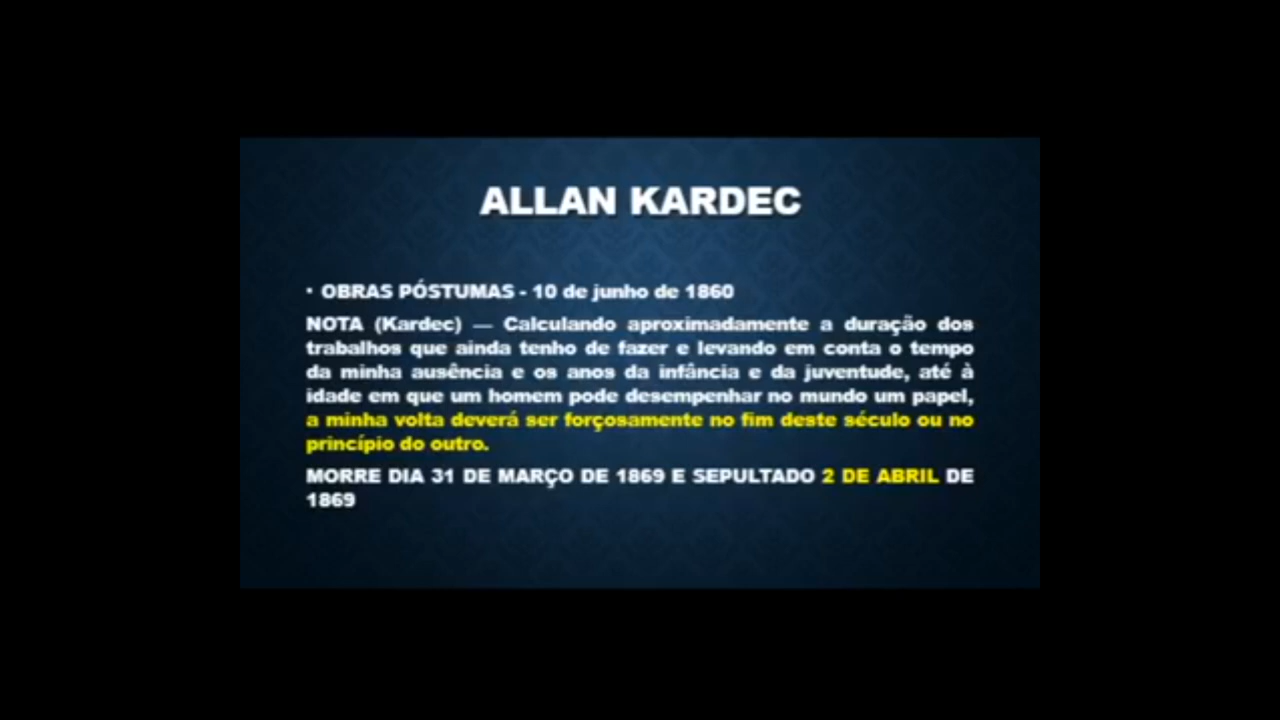 ALLAN KARDEC
• OBRAS PÓSTUMAS - 10 de junho de 1860
NOTA (Kardec) — Calculando aproximadamente a duração dos
trabalhos que ainda tenho de fazer e levando em conta o tempo
da minha ausência e os anos da infância e da juventude, até à
idade em que um homem pode desempenhar no mundo um papel,
a minha volta deverá ser forçosamente no fim deste século ou no
princípio do outro.
MORRE DIA 31 DE MARÇO DE 1869 E SEPULTADO 2 DE ABRIL DE
1869